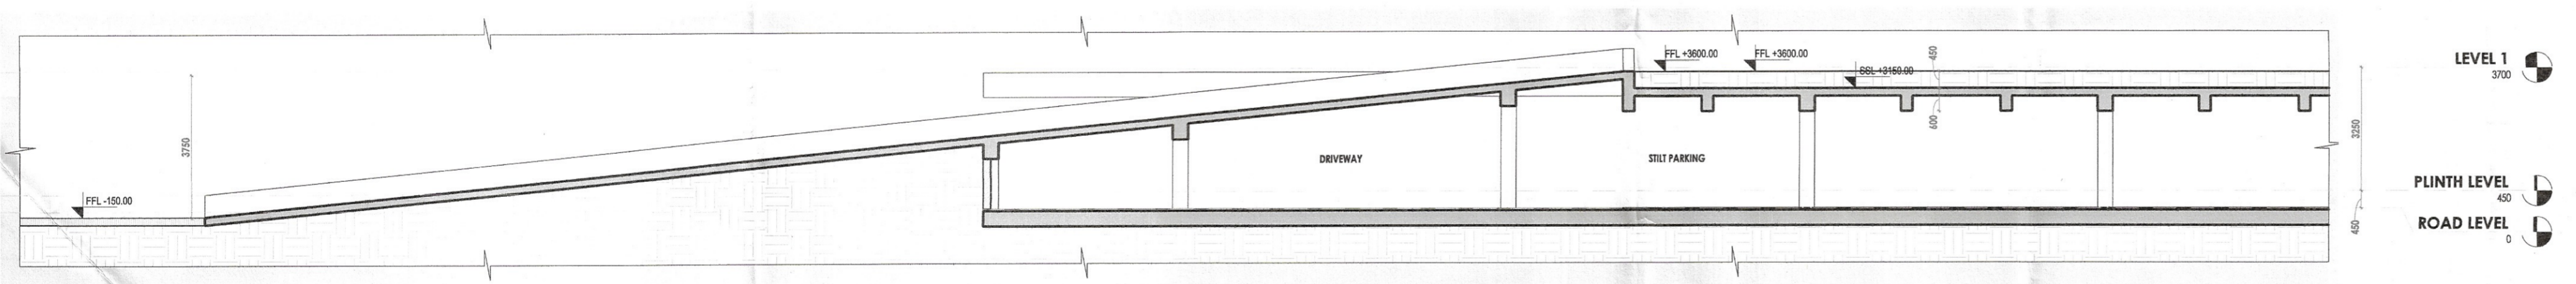 FFL +3600.00
FFL +3600.00
450
LEVEL 1
3700
SSL +3150.00
600
3750
3250
DRIVEWAY
STILT PARKING
PLINTH LEVEL
450
FFL -150.00
450
ROAD LEVEL
0